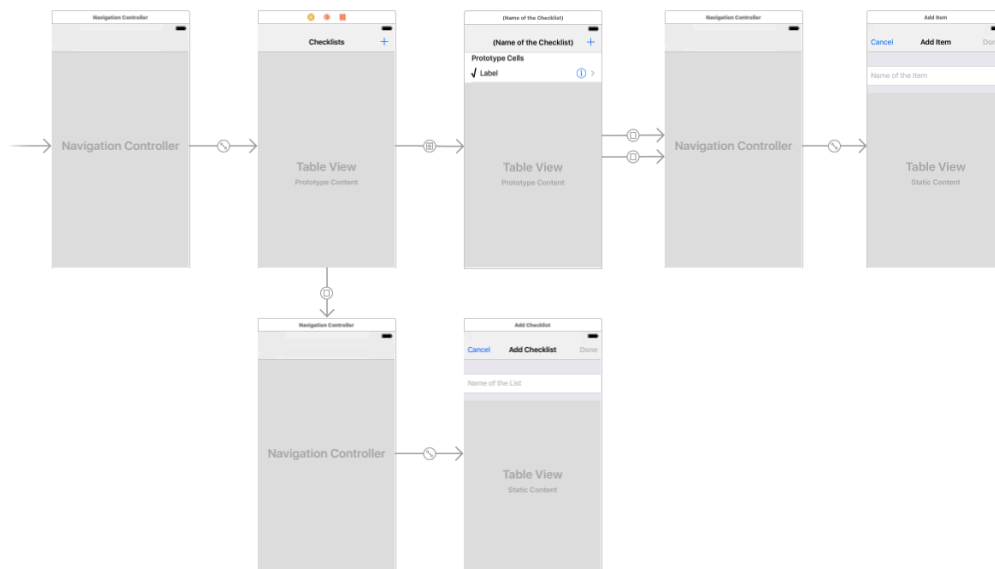 Navigation Controller
Navigation Controller
Checklists
Table View
Prototype Content
(Name of the Checklist)
(Name of the Checklist)
Prototype Cells
√ Label
Table View
Prototype Content
Navigation Controller
Navigation Controller
Add Item
Cancel Add Item Don
Name of the Item
Table View
Static Content
Navigation Controller
Navigation Controller
Add Checklist
Cancel Add Checklist Done
Name of the List
Table View
Static Content